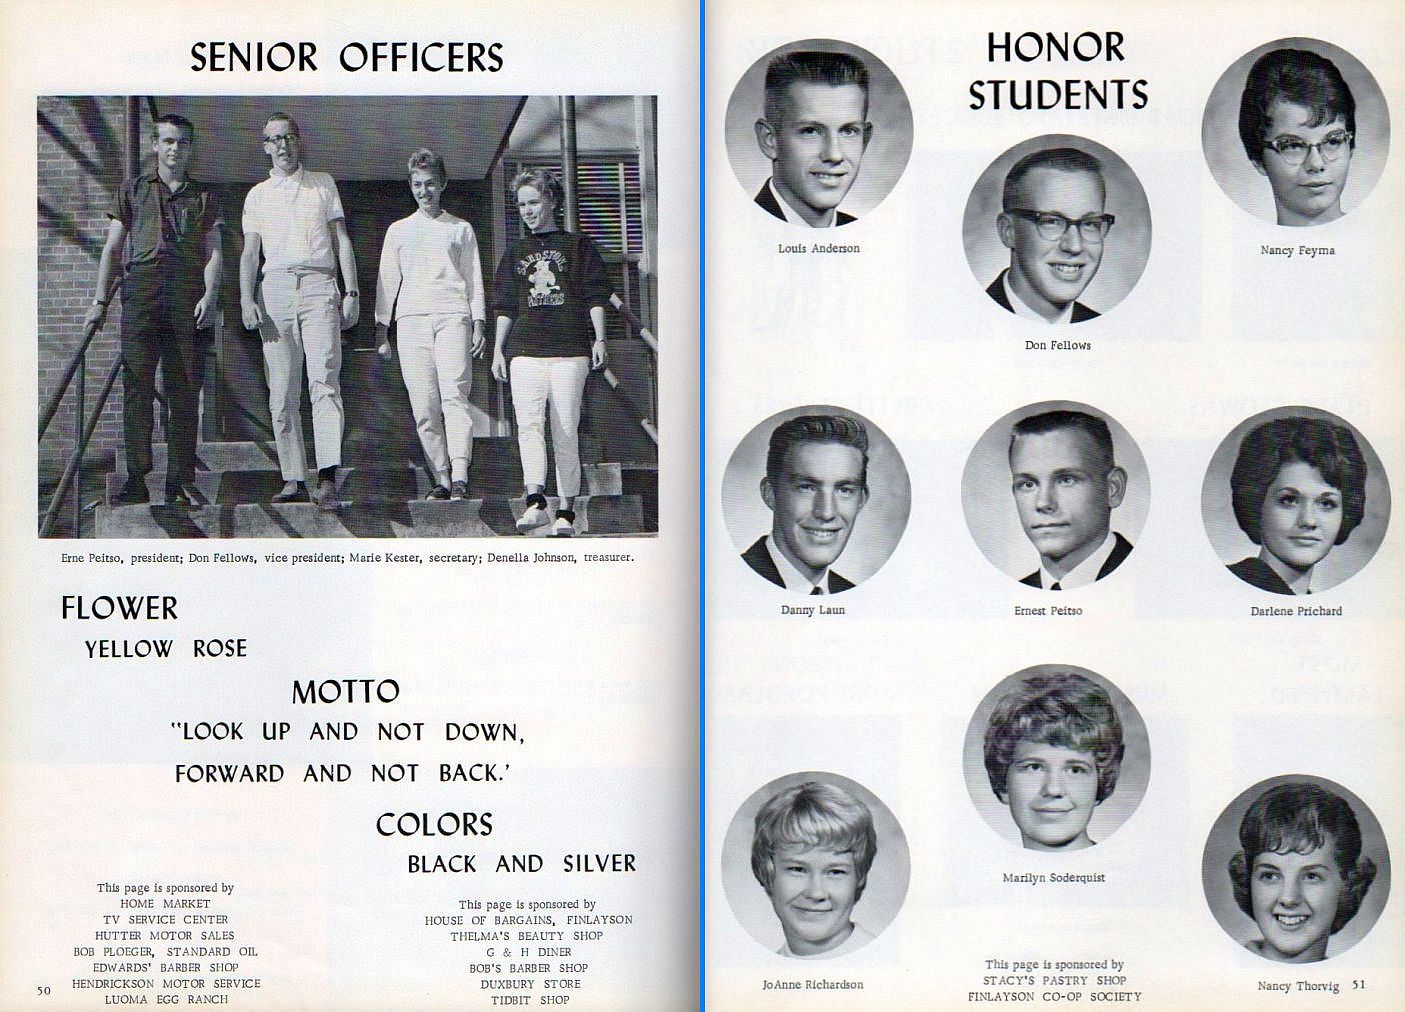 SENIOR OFFICERS
SANDSTONE
PANTHERS
Erne Peitso, president; Don Fellows, vice president; Marie Kester, secretary; Denella Johnson, treasurer.
FLOWER
YELLOW ROSE
MOTTO
"LOOK UP AND NOT DOWN,
FORWARD AND NOT BACK.'
COLORS
BLACK AND SILVER
This page is sponsored by
HOME MARKET
TV SERVICE CENTER
HUTTER MOTOR SALES
BOB PLOEGER, STANDARD OIL
EDWARDS' BARBER SHOP
HENDRICKSON MOTOR SERVICE
LUOMA EGG RANCH
50
This page is sponsored by
HOUSE OF BARGAINS, FINLAYSON
THELMA'S BEAUTY SHOP
G & H DINER
BOB'S BARBER SHOP
DUXBURY STORE
TIDBIT SHOP
HONOR
STUDENTS
Louis Anderson
Don Fellows
Nancy Feyma
Danny Laun
Ernest Peitso
Darlene Prichard
JoAnne Richardson
Marilyn Soderquist
Nancy Thorvig
This page is sponsored by
STACY'S PASTRY SHOP
FINLAYSON CO-OP SOCIETY
51